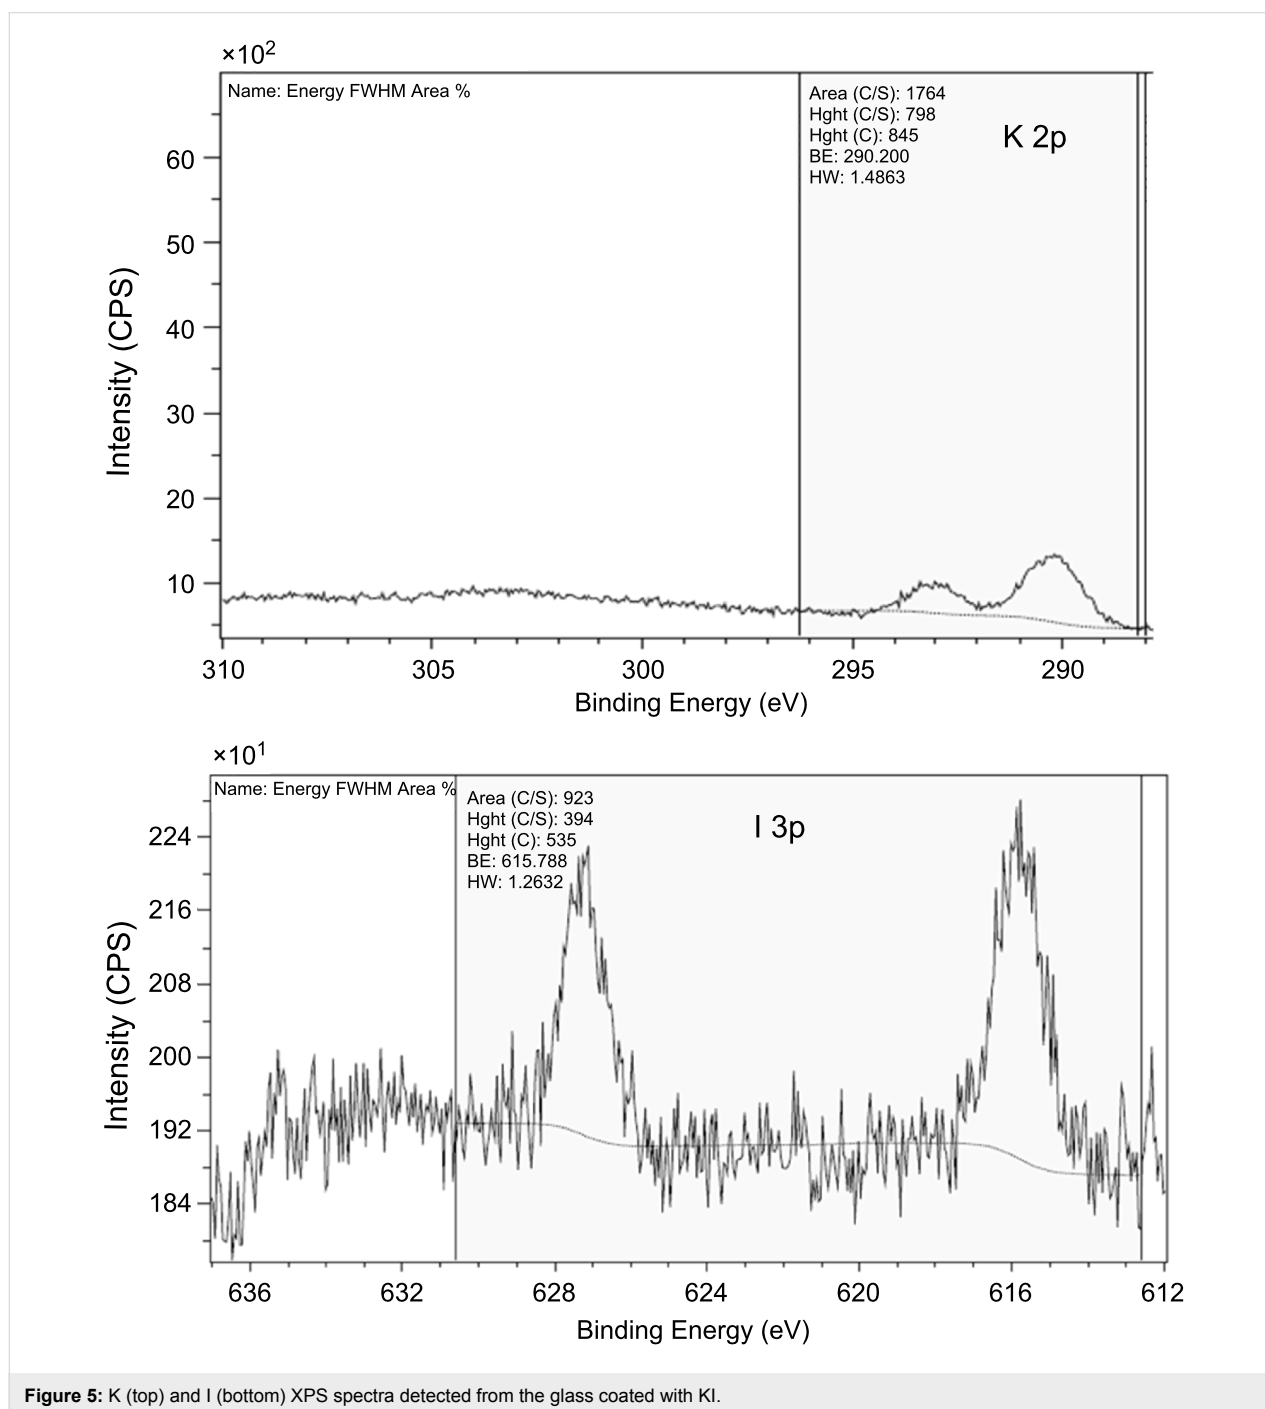 ×10²
Name: Energy FWHM Area %
Area (C/S): 1764
Hght (C/S): 798
Hght (C): 845
BE: 290.200
HW: 1.4863
K 2p
60
50
40
30
20
10
Intensity (CPS)
310 305 300 295 290
Binding Energy (eV)
×10¹
Name: Energy FWHM Area %
Area (C/S): 923
Hght (C/S): 394
Hght (C): 535
BE: 615.788
HW: 1.2632
I 3p
224
216
208
200
192
184
Intensity (CPS)
636 632 628 624 620 616 612
Binding Energy (eV)
Figure 5: K (top) and I (bottom) XPS spectra detected from the glass coated with KI.